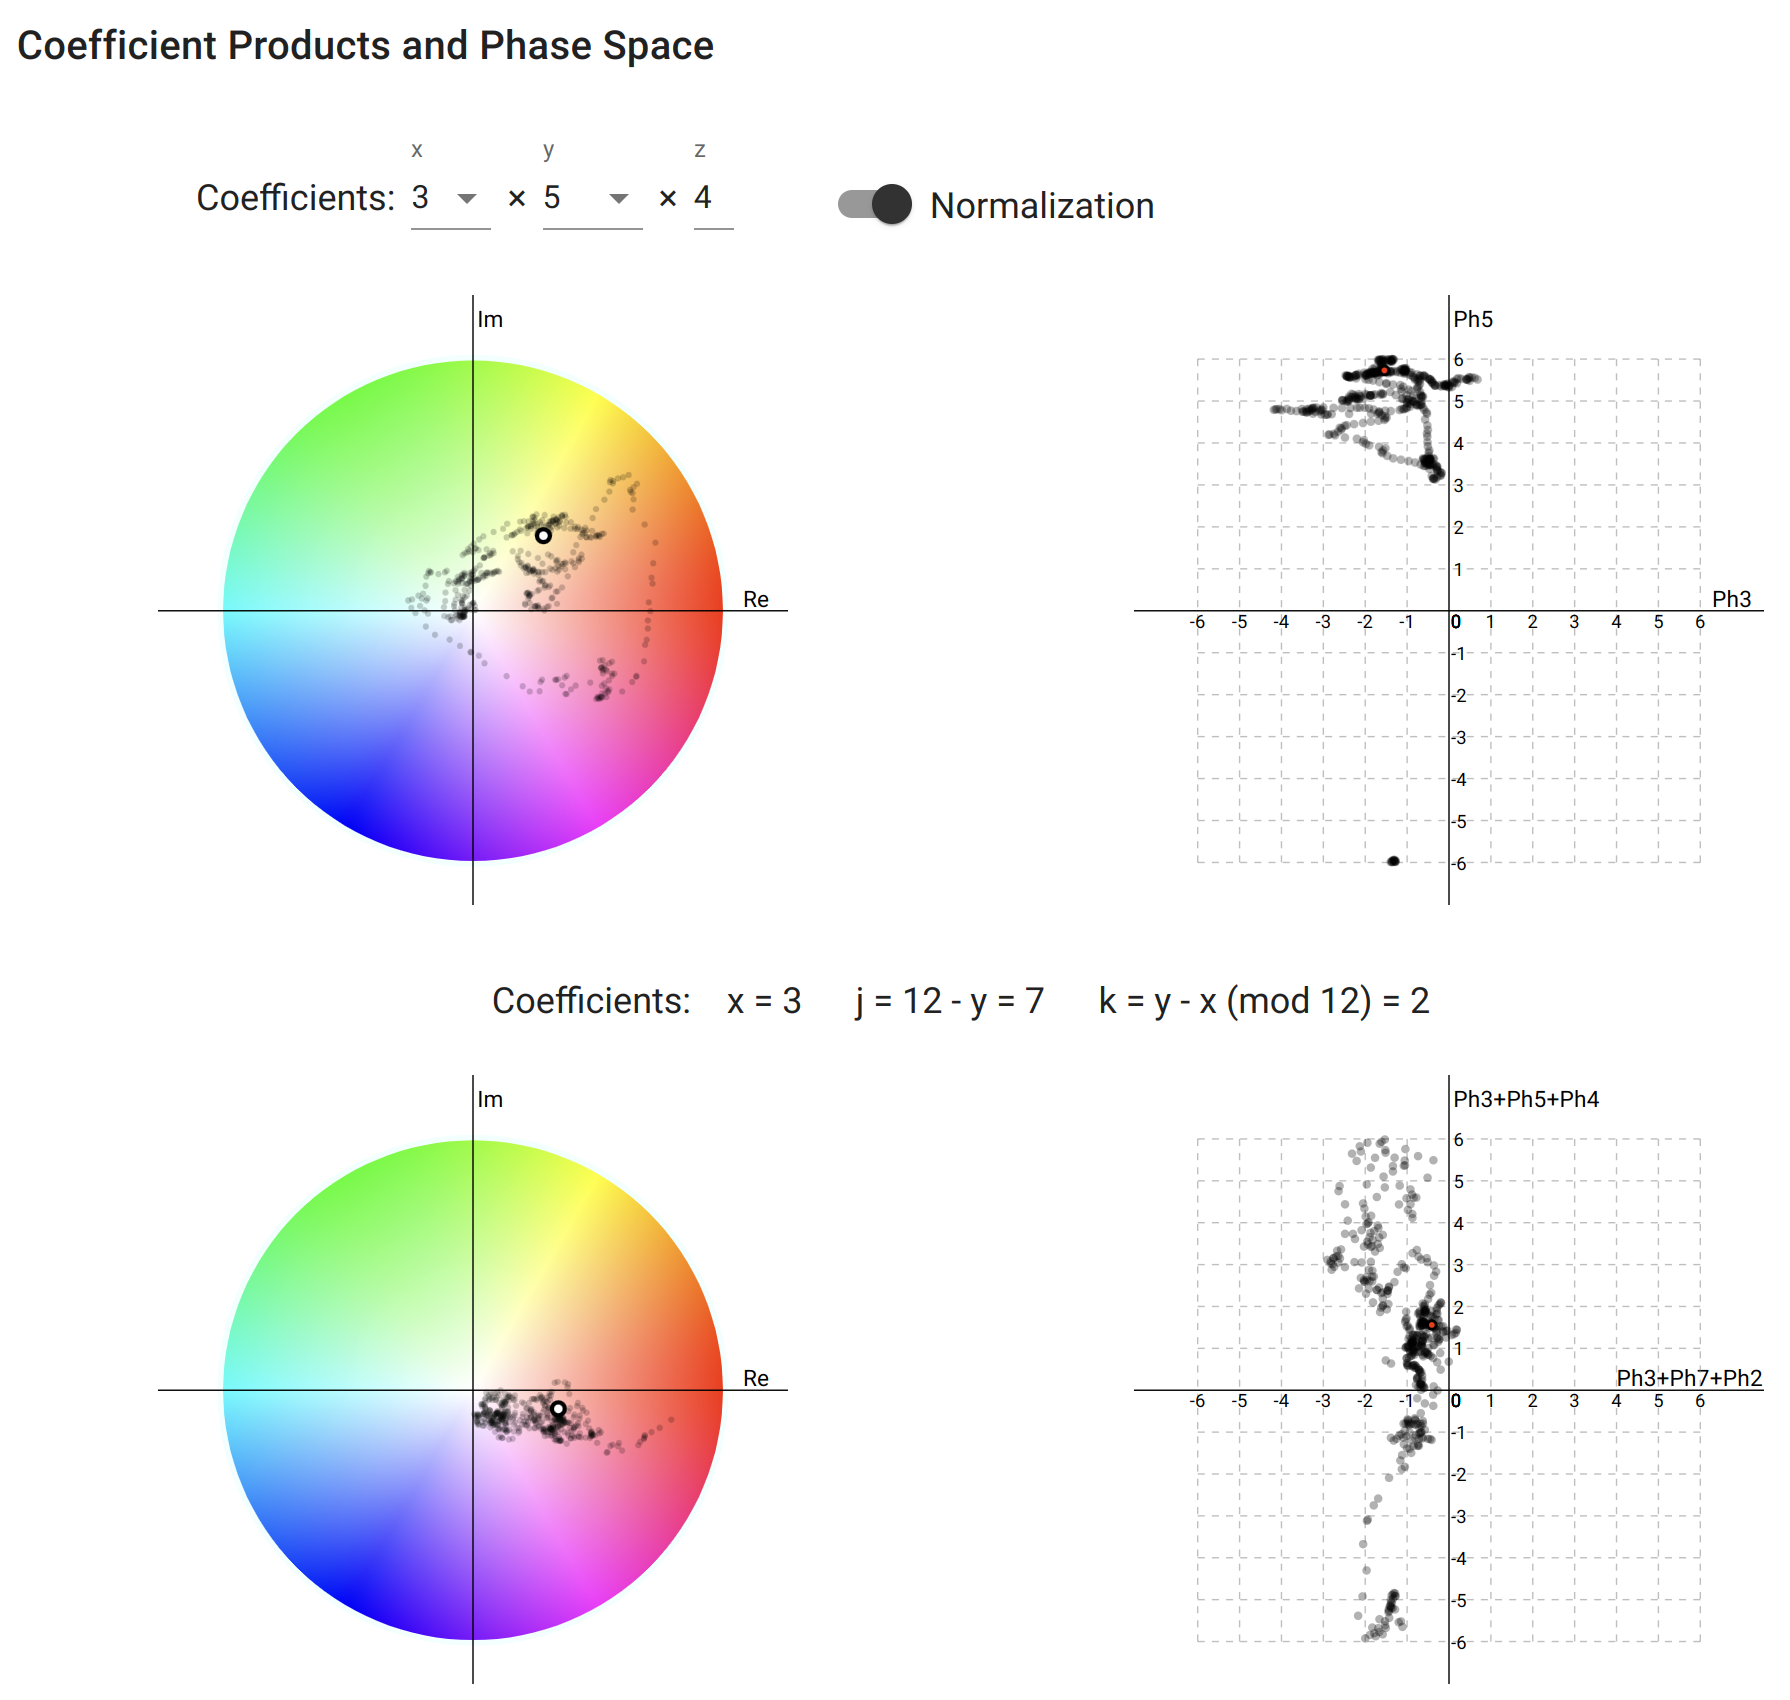 Coefficient Products and Phase Space
x y z
Coefficients: 3 × 5 × 4 Normalization
Im
Re
Ph5
6
5
4
3
2
1
Ph3
-6 -5 -4 -3 -2 -1 0 1 2 3 4 5 6
-1
-2
-3
-4
-5
-6
Coefficients: x = 3 j = 12 - y = 7 k = y - x (mod 12) = 2
Im
Re
Ph3+Ph5+Ph4
6
5
4
3
2
1
Ph3+Ph7+Ph2
-6 -5 -4 -3 -2 -1 0 1 2 3 4 5 6
-1
-2
-3
-4
-5
-6